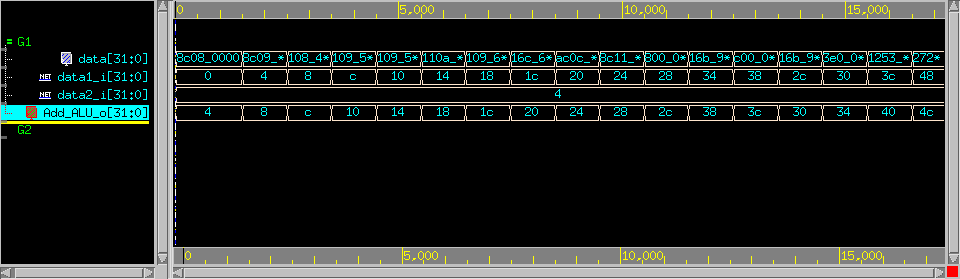 0 5,000 10,000 15,000
G1
data[31:0] 8c08_0000 8c09_* 108_4* 109_5* 109_5* 110a_* 109_6* 16c_6* ac0c_* 8c11_* 800_0* 16b_9* c00_0* 16b_9* 3e0_0* 1253_* 272*
NET data1_i[31:0] 0 4 8 c 10 14 18 1c 20 24 28 34 38 2c 30 3c 48
NET data2_i[31:0] 4
Add_ALU_o[31:0] 4 8 c 10 14 18 1c 20 24 28 2c 38 3c 30 34 40 4c
G2
0 5,000 10,000 15,000